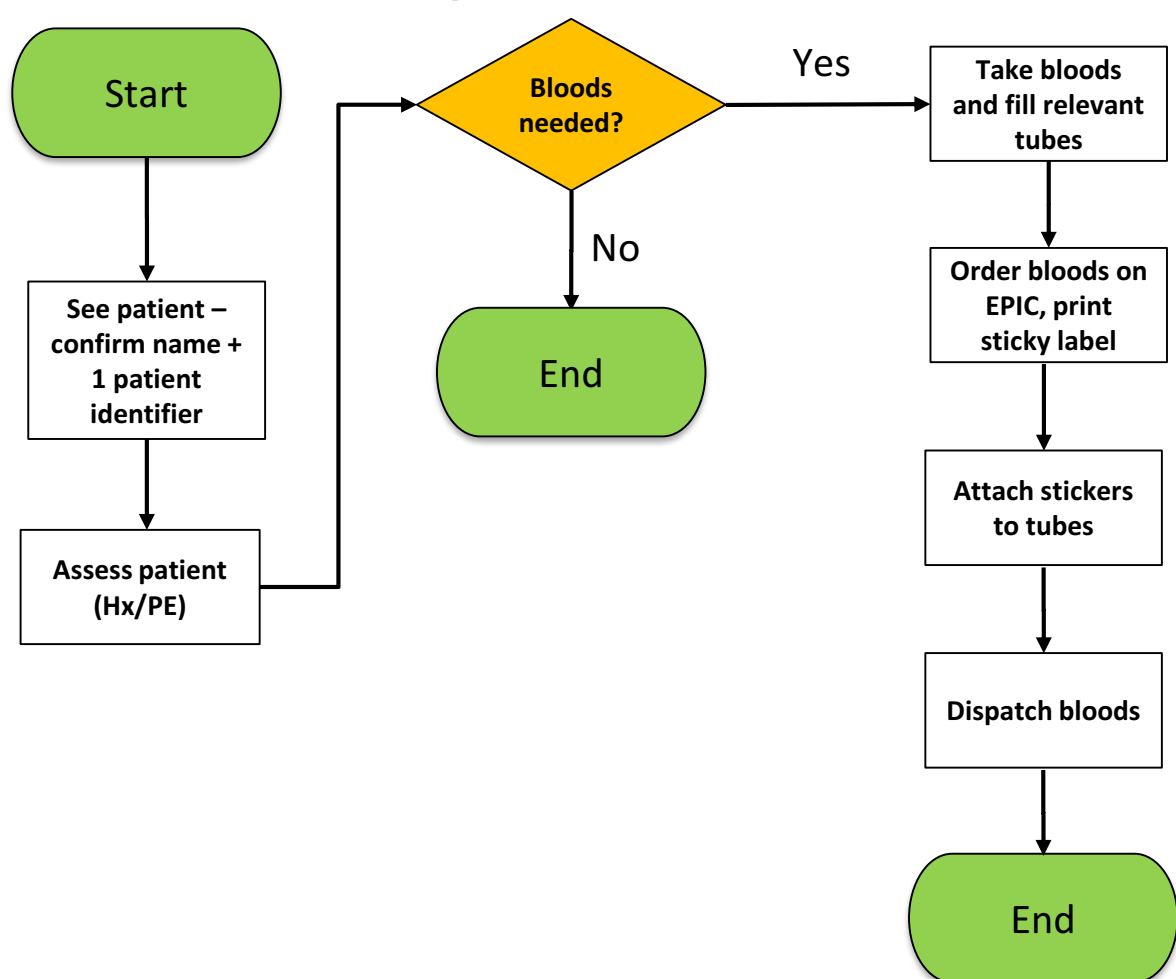 Start
See patient –
confirm name +
1 patient
identifier
Assess patient
(Hx/PE)
Bloods
needed?
No
End
Yes
Take bloods
and fill relevant
tubes
Order bloods on
EPIC, print
sticky label
Attach stickers
to tubes
Dispatch bloods
End